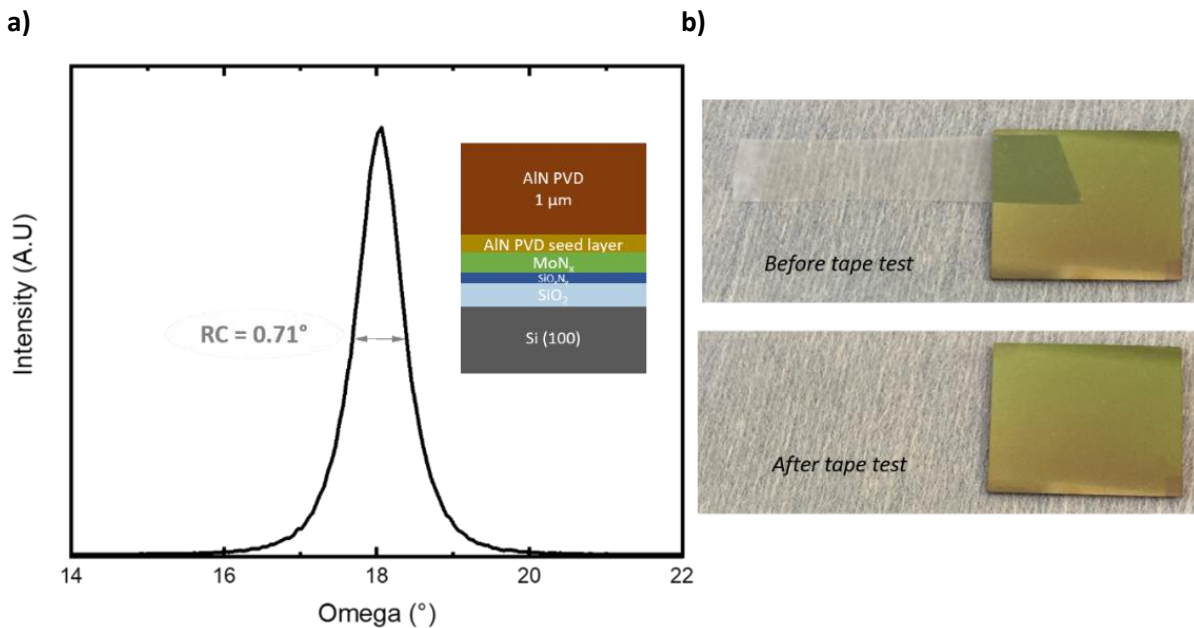 a)
b)
Intensity (A.U)
RC = 0.71°
AlN PVD
1 µm
AlN PVD seed layer
MoNₓ
SiOₓNᵧ
SiO₂
Si (100)
14 16 18 20 22
Omega (°)
Before tape test
After tape test